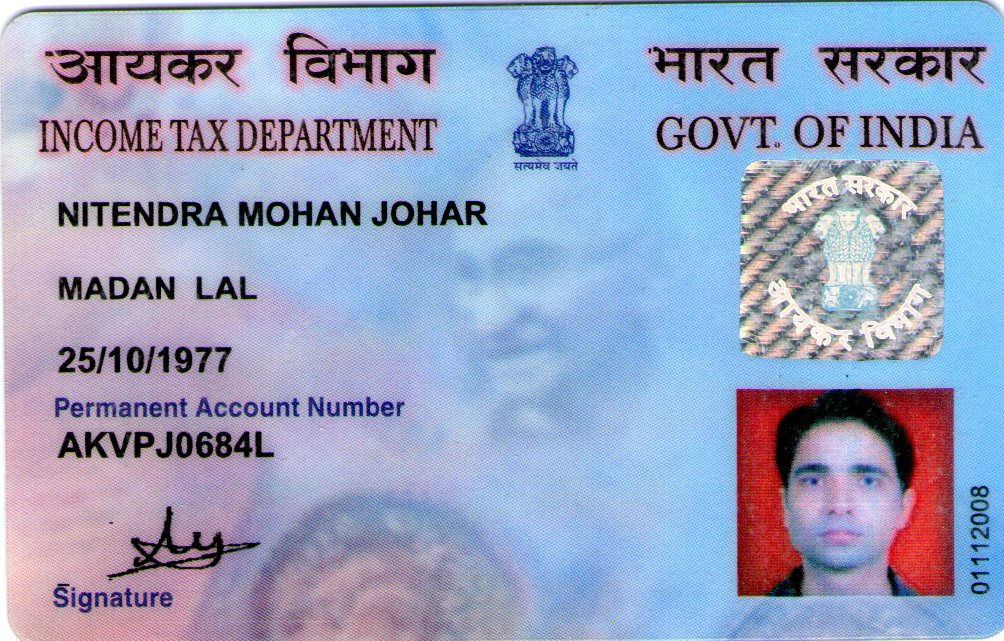 आयकर विभाग
भारत सरकार
INCOME TAX DEPARTMENT
GOVT. OF INDIA
सत्यमेव जयते
NITENDRA MOHAN JOHAR
MADAN LAL
25/10/1977
Permanent Account Number
AKVPJ0684L
Signature
भारत सरकार
आयकर विभाग
01112008